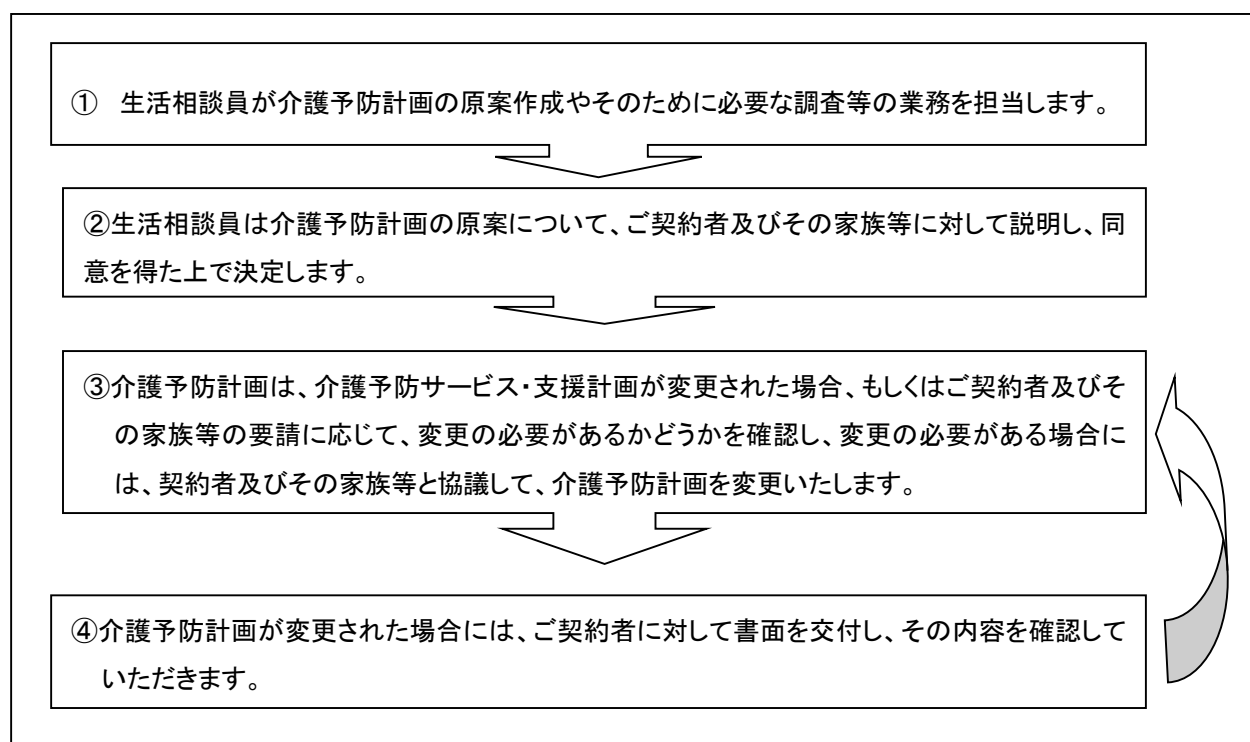 ①　生活相談員が介護予防計画の原案作成やそのために必要な調査等の業務を担当します。
②生活相談員は介護予防計画の原案について、ご契約者及びその家族等に対して説明し、同
意を得た上で決定します。
③介護予防計画は、介護予防サービス・支援計画が変更された場合、もしくはご契約者及びそ
の家族等の要請に応じて、変更の必要があるかどうかを確認し、変更の必要がある場合に
は、契約者及びその家族等と協議して、介護予防計画を変更いたします。
④介護予防計画が変更された場合には、ご契約者に対して書面を交付し、その内容を確認して
いただきます。